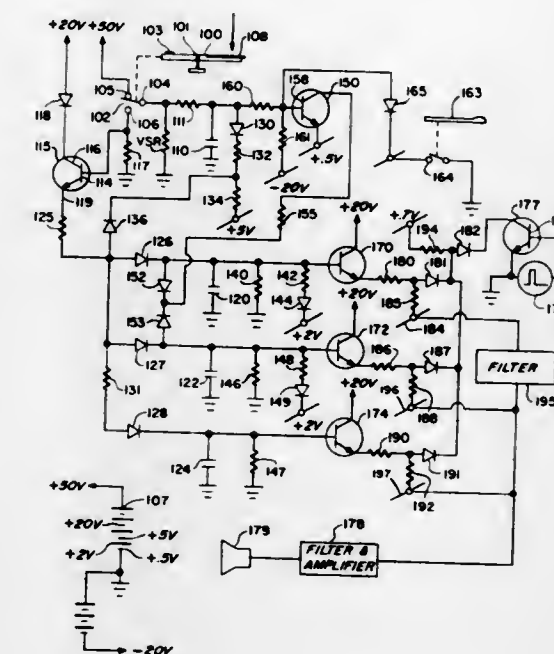 +20V +50V
103 101 100 108
105 104 160 158 150
118 102 106 111 130 165 163
115 116 VSR 110 132 161 +.5V
114 117 -20V 164
119 134 155 +20V +.7V 177
125 136 +5V 194 182
126 170 180 181
152 140 142
153 120 144 +20V 185 184
127 +2V 172 186 187
131 148 FILTER
122 146 149 +20V 196 188 195
128 +2V 174 190 191
124 147 197 192
+50V 107
+20V 179 178
+5V FILTER &
+2V +.5V AMPLIFIER
-20V